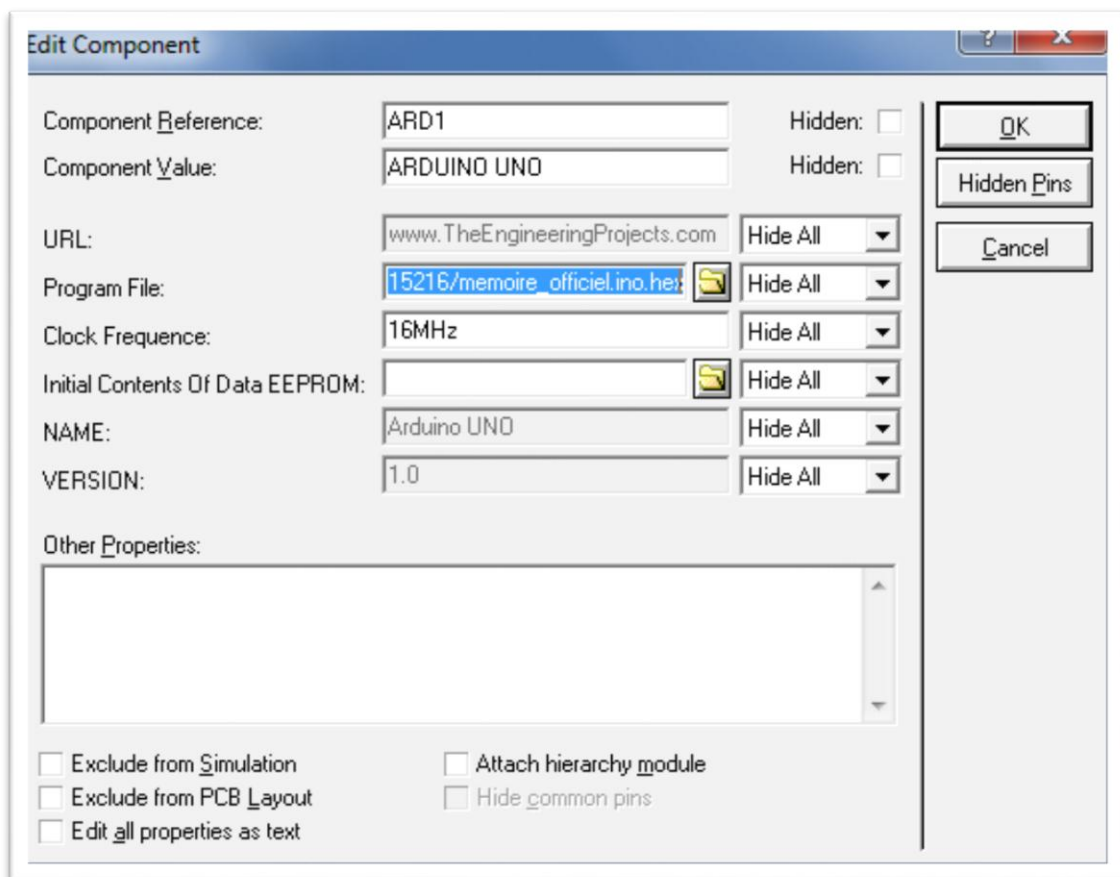 Edit Component
Component Reference: ARD1 Hidden:
Component Value: ARDUINO UNO Hidden:
URL: www.TheEngineeringProjects.com Hide All
Program File: 15216/memoire_officiel.ino.hex Hide All
Clock Frequence: 16MHz Hide All
Initial Contents Of Data EEPROM: Hide All
NAME: Arduino UNO Hide All
VERSION: 1.0 Hide All
Other Properties:
Exclude from Simulation Attach hierarchy module
Exclude from PCB Layout Hide common pins
Edit all properties as text
? X
OK
Hidden Pins
Cancel